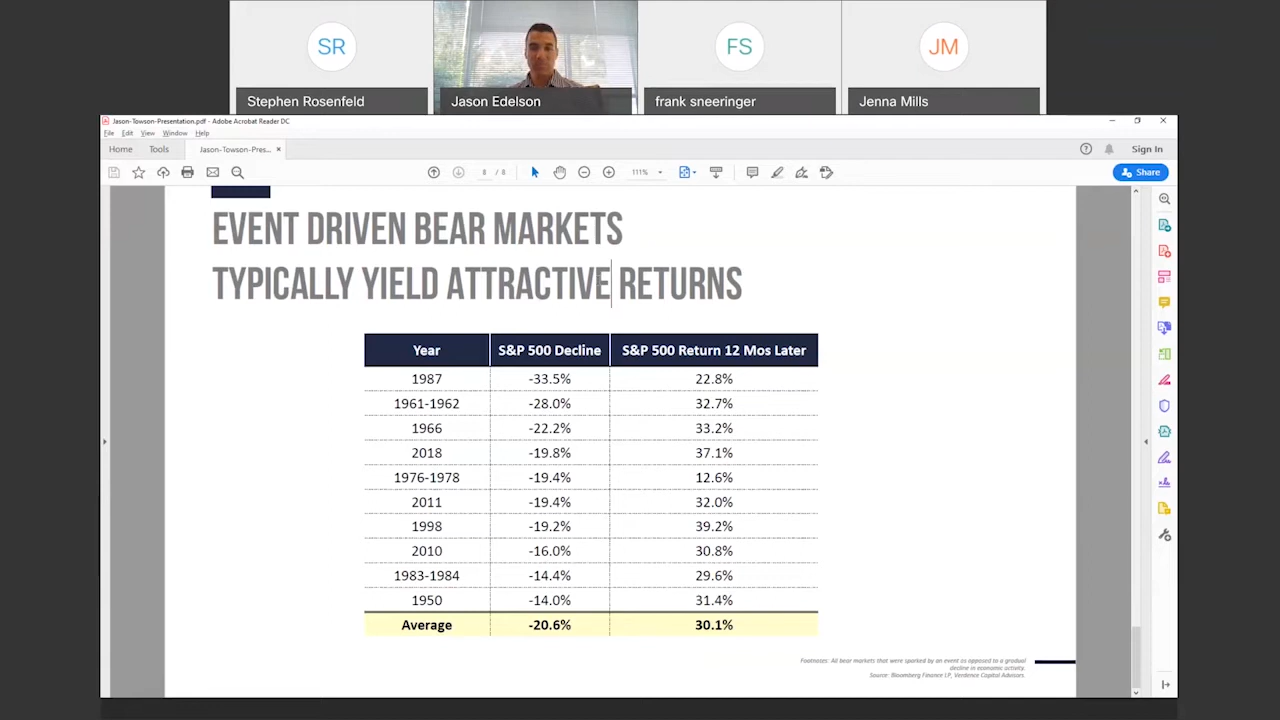 SR
FS
JM
Stephen Rosenfeld
Jason Edelson
frank sneeringer
Jenna Mills
Jason-Towson-Presentation.pdf - Adobe Acrobat Reader DC
File Edit View Window Help
Home Tools Jason-Towson-Pres... × Sign In
8 / 8 111% Share
EVENT DRIVEN BEAR MARKETS
TYPICALLY YIELD ATTRACTIVE RETURNS
Year S&P 500 Decline S&P 500 Return 12 Mos Later
1987 -33.5% 22.8%
1961-1962 -28.0% 32.7%
1966 -22.2% 33.2%
2018 -19.8% 37.1%
1976-1978 -19.4% 12.6%
2011 -19.4% 32.0%
1998 -19.2% 39.2%
2010 -16.0% 30.8%
1983-1984 -14.4% 29.6%
1950 -14.0% 31.4%
Average -20.6% 30.1%
Footnotes: All bear markets that were sparked by an event as opposed to a gradual
decline in economic activity.
Source: Bloomberg Finance LP, Verdence Capital Advisors.